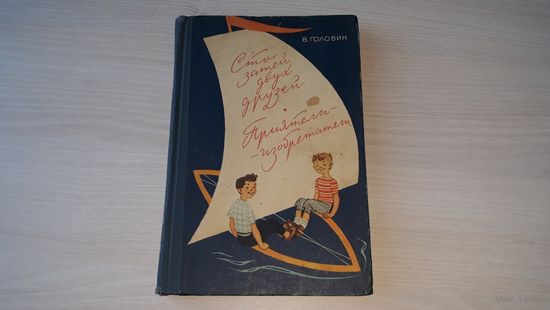 В. ГОЛОВИН
Сто
затей
двух
друзей
Приятели-
-изобретатели